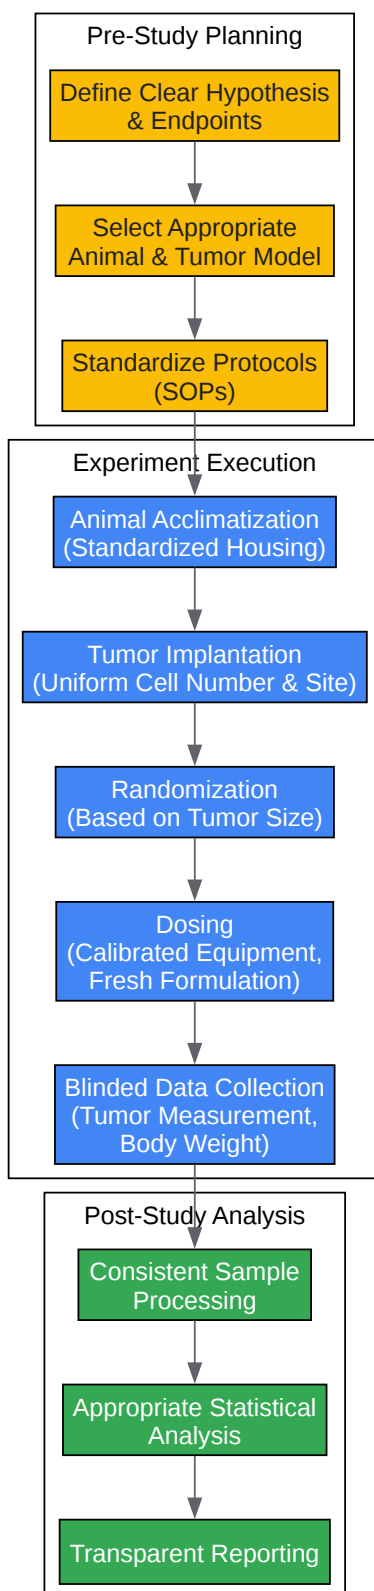 Pre-Study Planning
Define Clear Hypothesis
& Endpoints
Select Appropriate
Animal & Tumor Model
Standardize Protocols
(SOPs)
Experiment Execution
Animal Acclimatization
(Standardized Housing)
Tumor Implantation
(Uniform Cell Number & Site)
Randomization
(Based on Tumor Size)
Dosing
(Calibrated Equipment,
Fresh Formulation)
Blinded Data Collection
(Tumor Measurement,
Body Weight)
Post-Study Analysis
Consistent Sample
Processing
Appropriate Statistical
Analysis
Transparent Reporting